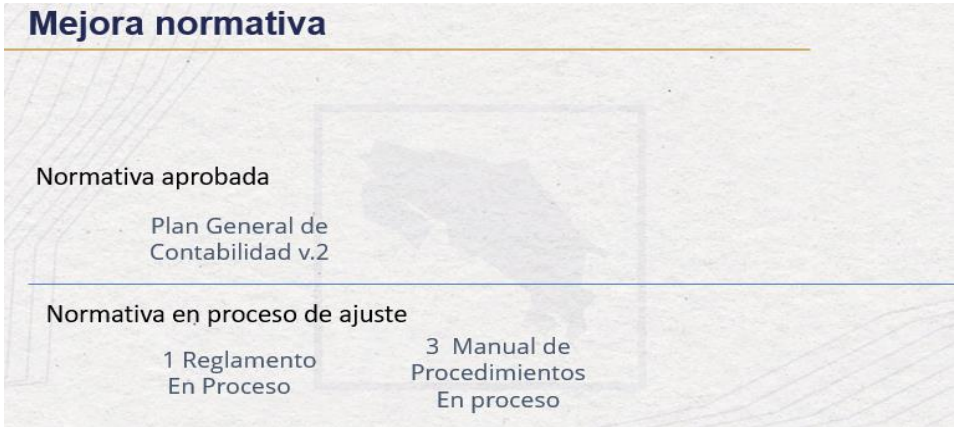 Mejora normativa
Normativa aprobada
Plan General de
Contabilidad v.2
Normativa en proceso de ajuste
1 Reglamento
En Proceso
3 Manual de
Procedimientos
En proceso